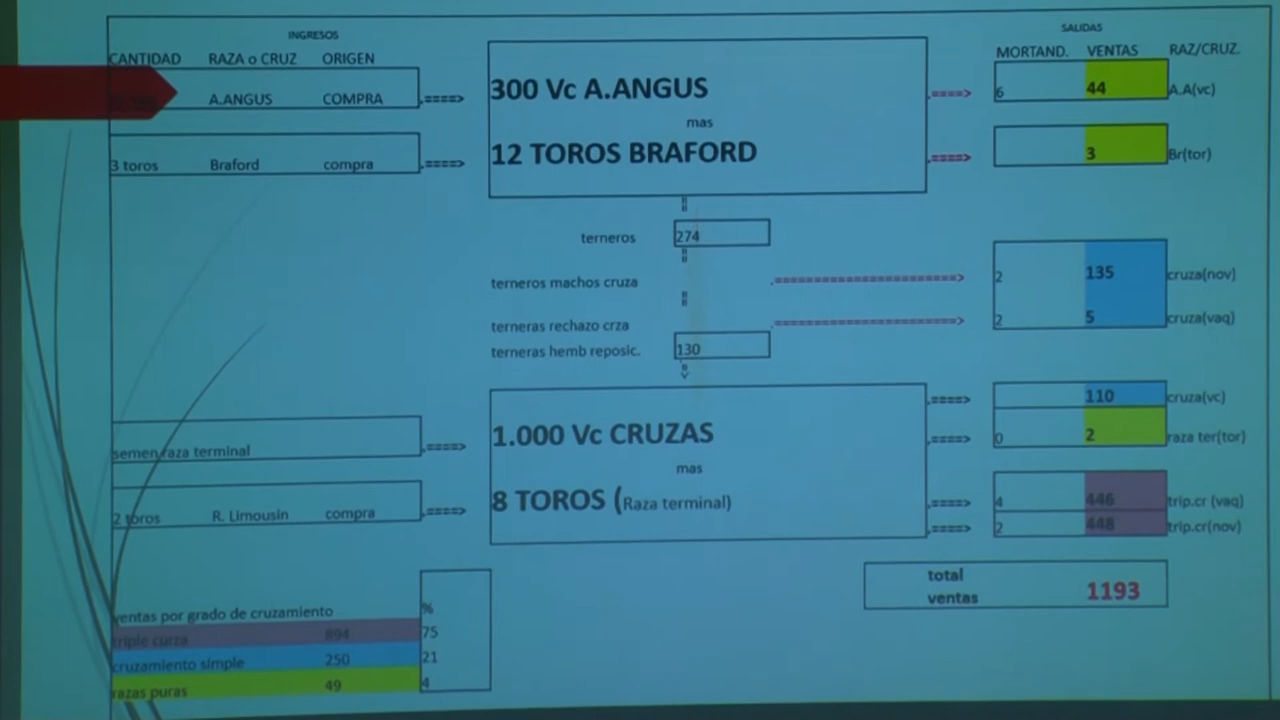 INGRESOS
SALIDAS
CANTIDAD RAZA o CRUZ ORIGEN
MORTAND. VENTAS RAZ/CRUZ.
A.ANGUS COMPRA ,====>
300 Vc A.ANGUS
,====> 6 44 A.A(vc)
mas
3 toros Braford compra ,====>
12 TOROS BRAFORD
,====> 3 Br(tor)
terneros 274
terneros machos cruza ,=====================> 2 135 cruza(nov)
terneras rechazo crza ,=====================> 2 5 cruza(vaq)
terneras hemb reposic. 130
,====> 110 cruza(vc)
semen raza terminal ,====>
1.000 Vc CRUZAS
,====> 0 2 raza ter(tor)
mas
2 toros R. Limousin compra ,====>
8 TOROS (Raza terminal)
,====> 4 446 trip.cr (vaq)
,====> 2 448 trip.cr(nov)
total
ventas 1193
ventas por grado de cruzamiento %
triple curza 894 75
cruzamiento simple 250 21
razas puras 49 4